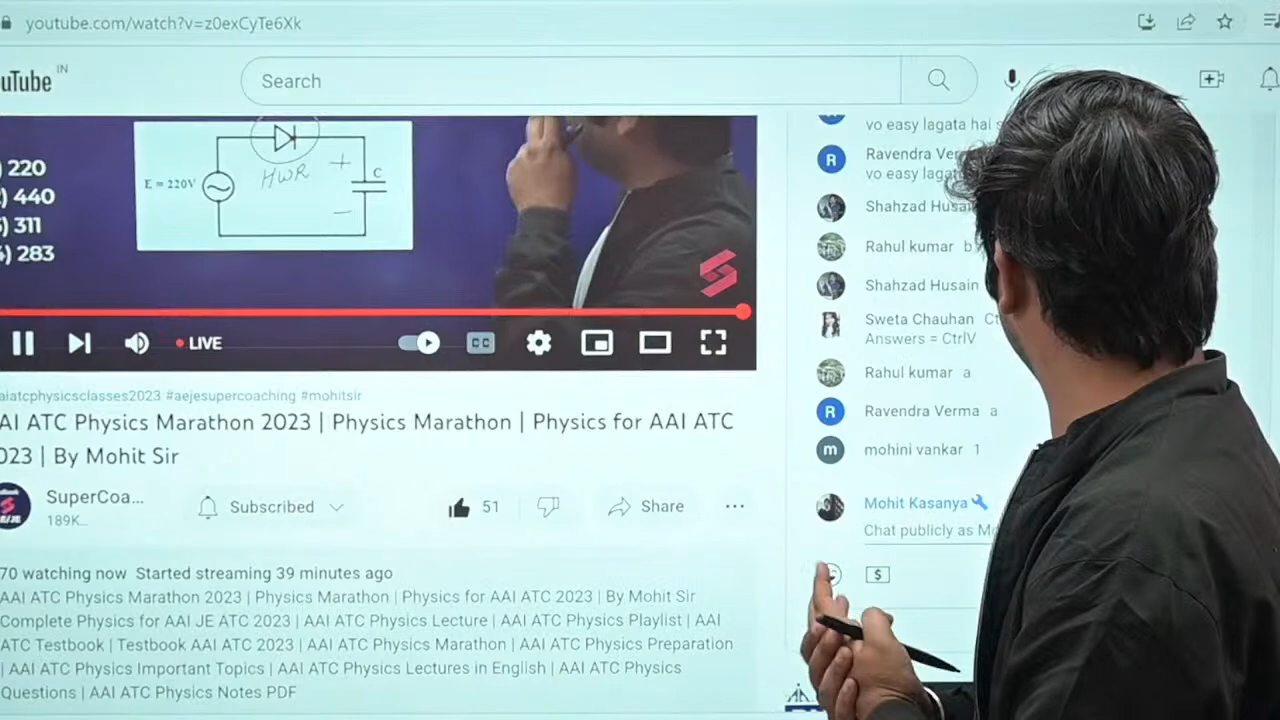 youtube.com/watch?v=z0exCyTe6Xk
uTube IN
Search
) 220
) 440
) 311
) 283
E = 220V
HWR
+
C
–
LIVE
CC
vo easy lagata hai s
Ravendra Verm
vo easy lagata
Shahzad Husain
Rahul kumar b
Shahzad Husain
Sweta Chauhan Ct
Answers = CtrlV
Rahul kumar a
Ravendra Verma a
mohini vankar 1
Mohit Kasanya
Chat publicly as M
$
aiatcphysicsclasses2023 #aejesupercoaching #mohitsir
AI ATC Physics Marathon 2023 | Physics Marathon | Physics for AAI ATC
023 | By Mohit Sir
SuperCoa...
189K...
Subscribed
51
Share
70 watching now Started streaming 39 minutes ago
AAI ATC Physics Marathon 2023 | Physics Marathon | Physics for AAI ATC 2023 | By Mohit Sir
Complete Physics for AAI JE ATC 2023 | AAI ATC Physics Lecture | AAI ATC Physics Playlist | AAI
ATC Testbook | Testbook AAI ATC 2023 | AAI ATC Physics Marathon | AAI ATC Physics Preparation
| AAI ATC Physics Important Topics | AAI ATC Physics Lectures in English | AAI ATC Physics
Questions | AAI ATC Physics Notes PDF